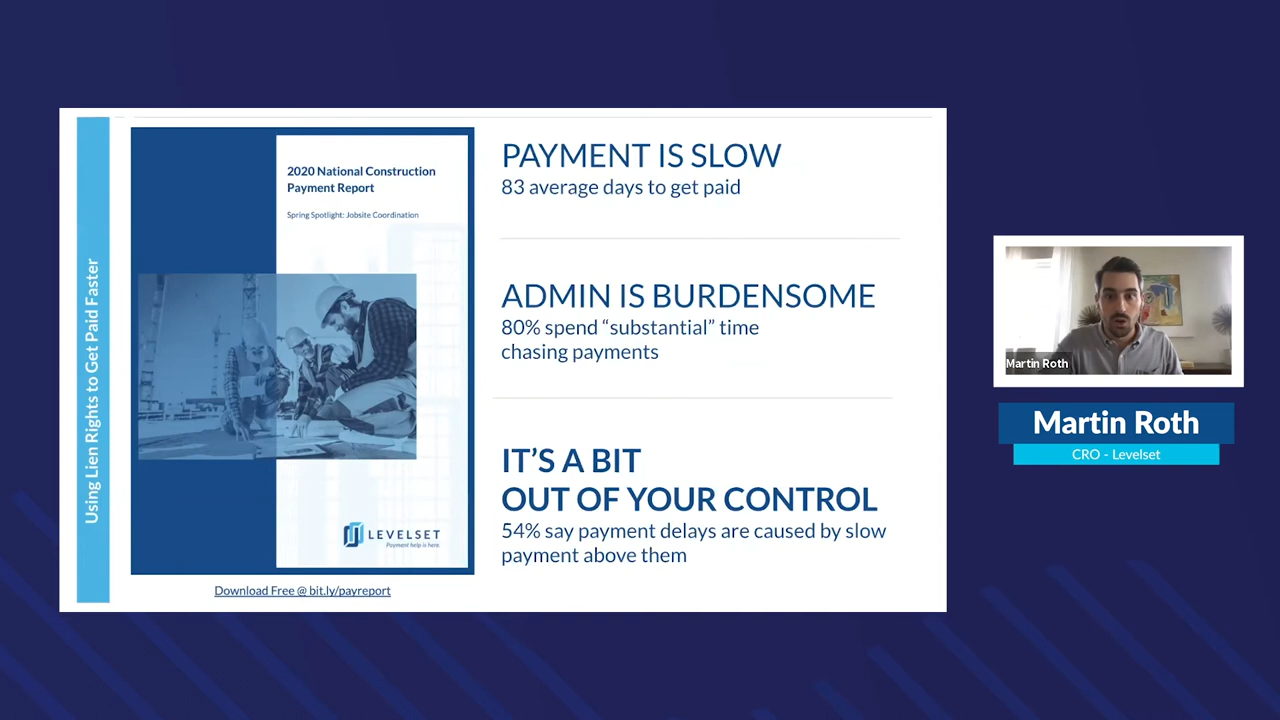 Using Lien Rights to Get Paid Faster
2020 National Construction
Payment Report
Spring Spotlight: Jobsite Coordination
LEVELSET
Payment help is here.
Download Free @ bit.ly/payreport
PAYMENT IS SLOW
83 average days to get paid
ADMIN IS BURDENSOME
80% spend “substantial” time
chasing payments
IT’S A BIT
OUT OF YOUR CONTROL
54% say payment delays are caused by slow
payment above them
Martin Roth
Martin Roth
CRO - Levelset